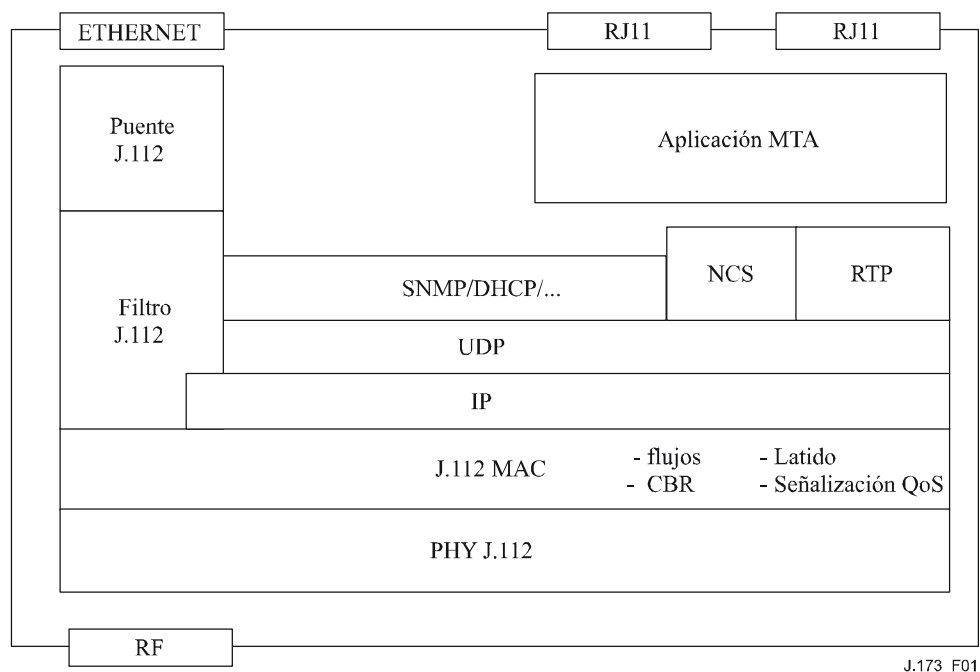 ETHERNET
RJ11
RJ11
Puente
J.112
Aplicación MTA
Filtro
J.112
SNMP/DHCP/...
NCS
RTP
UDP
IP
J.112 MAC
- flujos
- CBR
- Latido
- Señalización QoS
PHY J.112
RF
J.173_F01